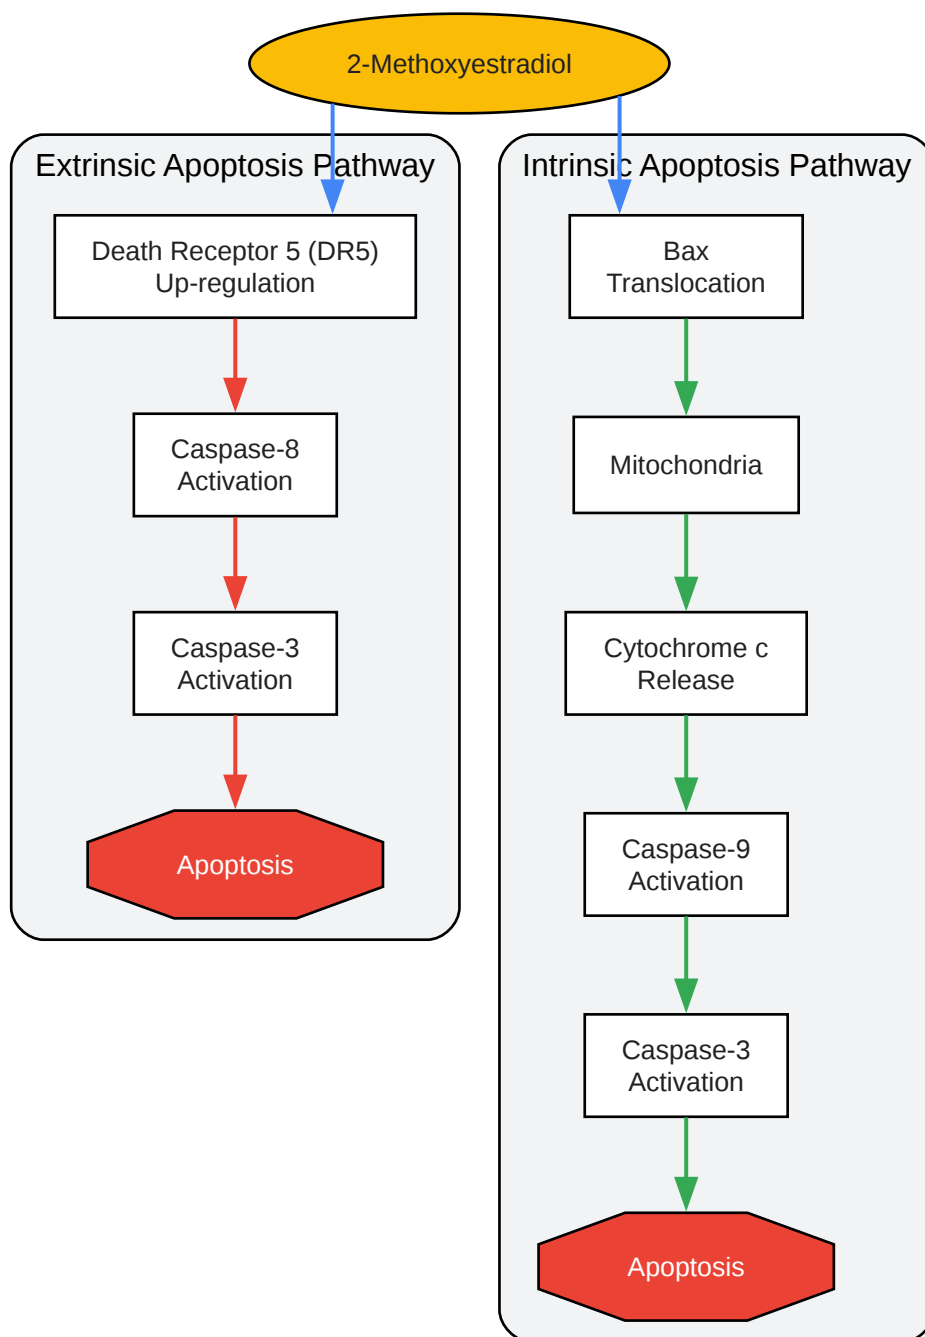 2-Methoxyestradiol
Extrinsic Apoptosis Pathway
Death Receptor 5 (DR5)
Up-regulation
Caspase-8
Activation
Caspase-3
Activation
Apoptosis
Intrinsic Apoptosis Pathway
Bax
Translocation
Mitochondria
Cytochrome c
Release
Caspase-9
Activation
Caspase-3
Activation
Apoptosis